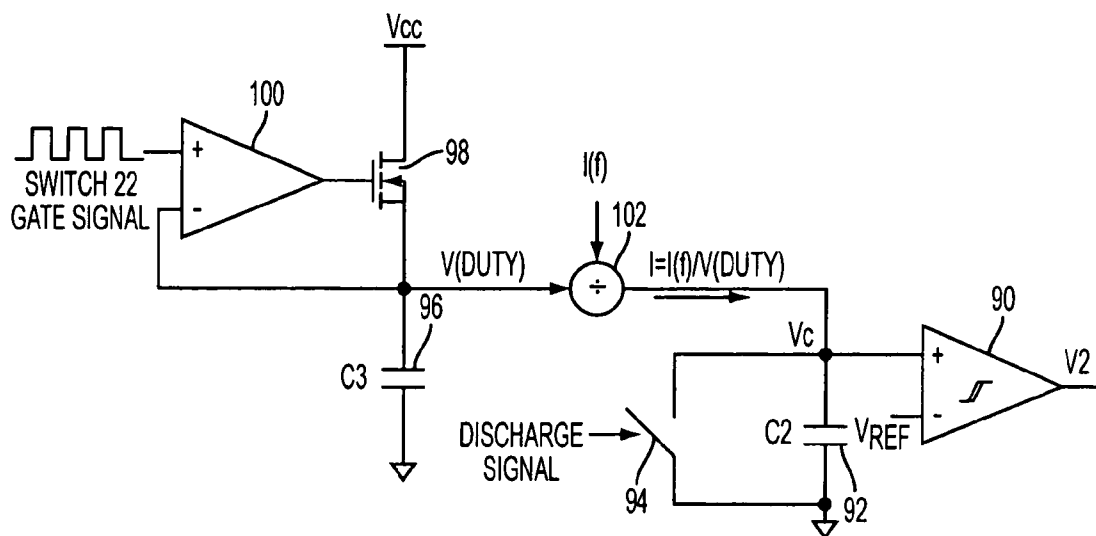 Vcc
100
98
+
-
SWITCH 22
GATE SIGNAL
I(f)
102
÷
V(DUTY)
I=I(f)/V(DUTY)
96
C3
Vc
90
+
-
V2
C2
VREF
DISCHARGE
SIGNAL
94
92